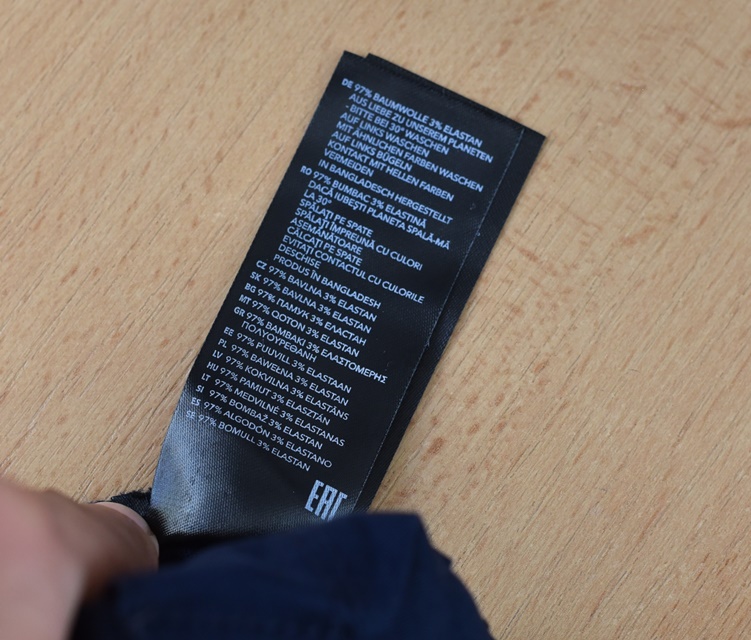 DE 97% BAUMWOLLE 3% ELASTAN
AUS LIEBE ZU UNSEREM PLANETEN
- BITTE BEI 30° WASCHEN
AUF LINKS WASCHEN
MIT ÄHNLICHEN FARBEN WASCHEN
AUF LINKS BÜGELN
KONTAKT MIT HELLEN FARBEN
VERMEIDEN
IN BANGLADESCH HERGESTELLT
RO 97% BUMBAC 3% ELASTINĂ
DACĂ IUBEȘTI PLANETA SPALĂ-MĂ
LA 30°
SPĂLAȚI PE SPATE
SPĂLAȚI ÎMPREUNĂ CU CULORI
ASEMĂNĂTOARE
CĂLCAȚI PE SPATE
EVITAȚI CONTACTUL CU CULORILE
DESCHISE
PRODUS ÎN BANGLADESH
CZ 97% BAVLNA 3% ELASTAN
SK 97% BAVLNA 3% ELASTAN
BG 97% ПАМУК 3% ЕЛАСТАН
MT 97% QOTON 3% ELASTAN
GR 97% ΒΑΜΒΑΚΙ 3% ΕΛΑΣΤΟΜΕΡΗΣ
ΠΟΛΥΟΥΡΕΘΑΝΗ
EE 97% PUUVILL 3% ELASTAAN
PL 97% BAWEŁNA 3% ELASTAN
LV 97% KOKVILNA 3% ELASTĀNS
HU 97% PAMUT 3% ELASZTÁN
LT 97% MEDVILNĖ 3% ELASTANAS
SI 97% BOMBAŽ 3% ELASTAN
ES 97% ALGODÓN 3% ELASTANO
SE 97% BOMULL 3% ELASTAN
EAC